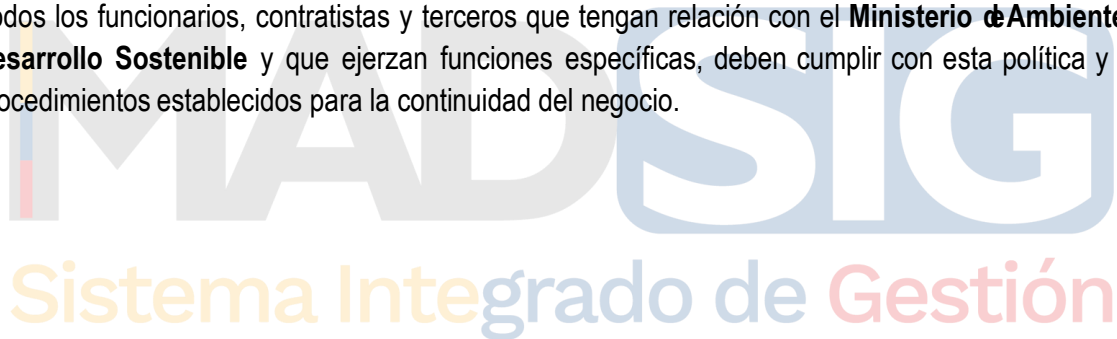 odos los funcionarios, contratistas y terceros que tengan relación con el Ministerio de Ambiente
esarrollo Sostenible y que ejerzan funciones específicas, deben cumplir con esta política y
ocedimientos establecidos para la continuidad del negocio.
MADSIG
Sistema Integrado de Gestión